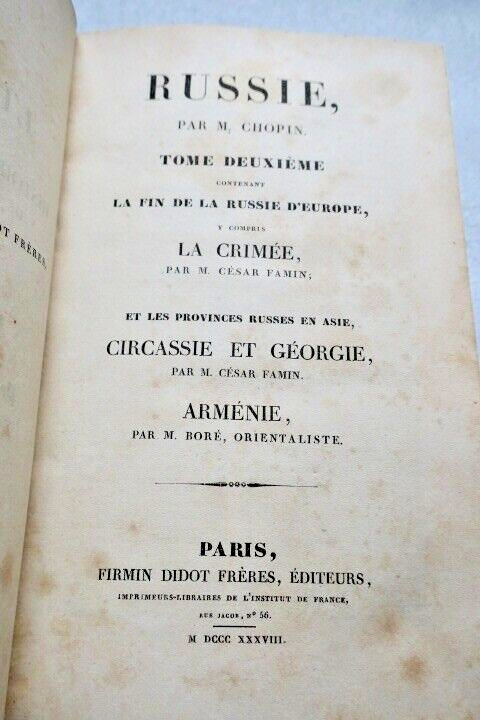 RUSSIE,
PAR M. CHOPIN.
TOME DEUXIÈME
CONTENANT
LA FIN DE LA RUSSIE D'EUROPE,
Y COMPRIS
LA CRIMÉE,
PAR M. CÉSAR FAMIN;
ET LES PROVINCES RUSSES EN ASIE,
CIRCASSIE ET GÉORGIE,
PAR M. CÉSAR FAMIN.
ARMÉNIE,
PAR M. BORÉ, ORIENTALISTE.
PARIS,
FIRMIN DIDOT FRÈRES, ÉDITEURS,
IMPRIMEURS-LIBRAIRES DE L'INSTITUT DE FRANCE,
RUE JACOB, Nº 56.
M DCCC XXXVIII.
FRÈRES,